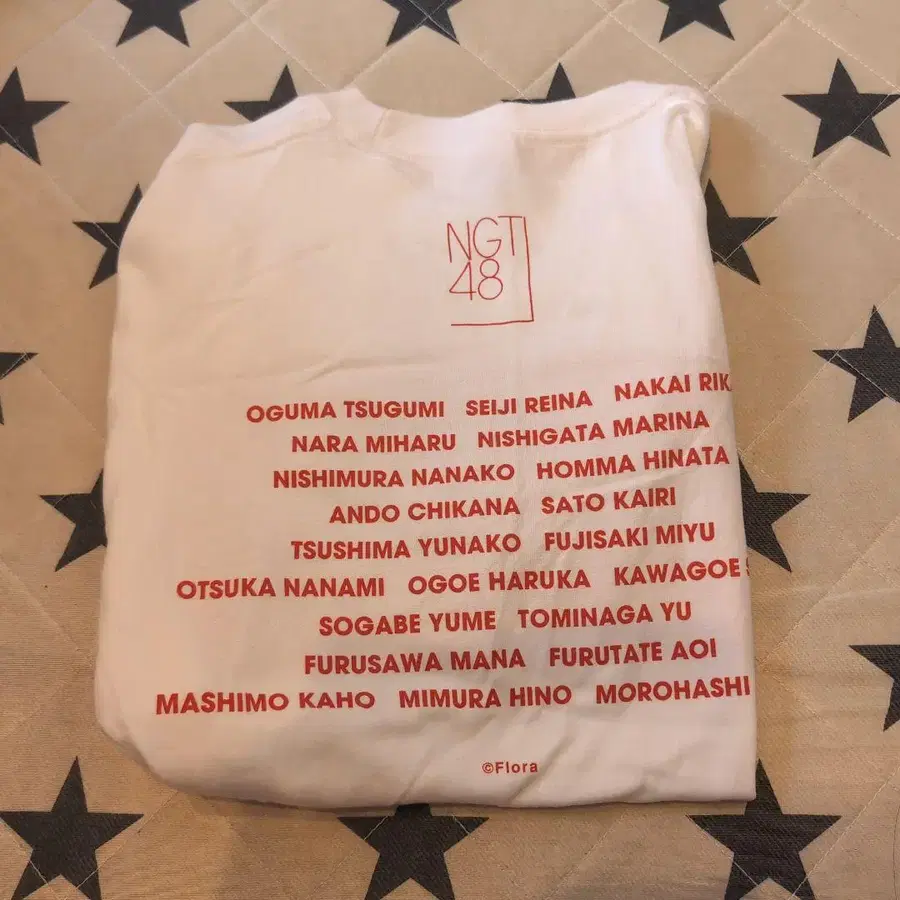 NGT
48
OGUMA TSUGUMI SEIJI REINA NAKAI RIKA
NARA MIHARU NISHIGATA MARINA
NISHIMURA NANAKO HOMMA HINATA
ANDO CHIKANA SATO KAIRI
TSUSHIMA YUNAKO FUJISAKI MIYU
OTSUKA NANAMI OGOE HARUKA KAWAGOE
SOGABE YUME TOMINAGA YU
FURUSAWA MANA FURUTATE AOI
MASHIMO KAHO MIMURA HINO MOROHASHI
©Flora